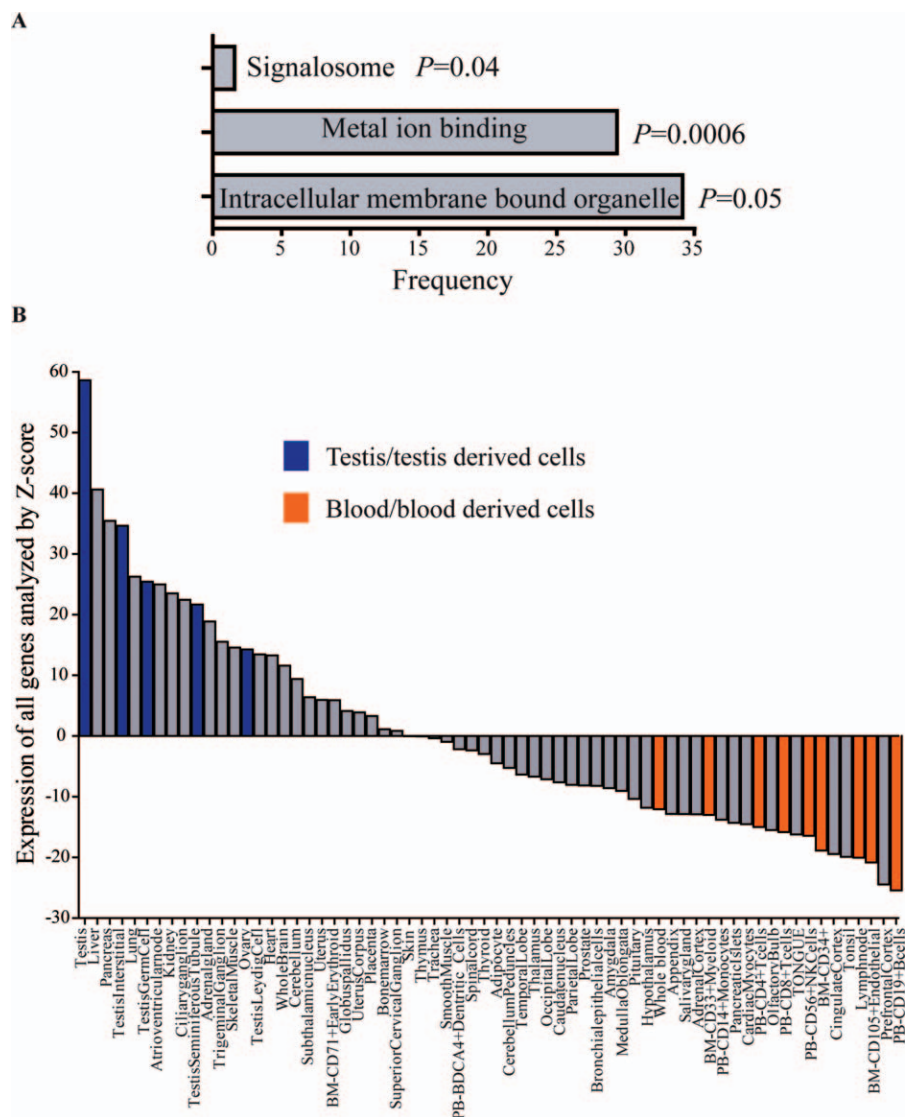 A
Signalosome P=0.04
Metal ion binding P=0.0006
Intracellular membrane bound organelle P=0.05
0 5 10 15 20 25 30 35
Frequency
B
Expression of all genes analyzed by Z-score
60
50
40
30
20
10
0
-10
-20
-30
Testis/testis derived cells
Blood/blood derived cells
Testis
Liver
Pancreas
TestisInterstitial
Lung
TestisGermCell
Atrioventricularnode
Kidney
Ciliaryganglion
TestisSeminiferoustubule
Adrenalgland
TrigeminalGanglion
SkeletalMuscle
Ovary
TestisLeydigCell
Heart
WholeBrain
Cerebellum
Subthalamicnucleus
Uterus
BM-CD71+EarlyErythroid
Globuspallidus
UterusCorpus
Placenta
Bonemarrow
SuperiorCervicalGanglion
Skin
Thymus
Trachea
SmoothMuscle
PB-BDCA4+Dentritic_Cells
Spinalcord
Thyroid
Adipocyte
CerebellumPeduncles
TemporalLobe
Thalamus
OccipitalLobe
Caudatenucleus
ParietalLobe
Prostate
Bronchialepithelialcells
Amygdala
MedullaOblongata
Pituitary
Hypothalamus
Whole blood
Appendix
Salivarygland
AdrenalCortex
BM-CD33+Myeloid
PB-CD14+Monocytes
PancreaticIslets
CardiacMyocytes
PB-CD4+Tcells
OlfactoryBulb
PB-CD8+Tcells
TONGUE
PB-CD56+NKCells
BM-CD34+
CingulateCortex
Tonsil
Lymphnode
BM-CD105+Endothelial
PrefrontalCortex
PB-CD19+Bcells